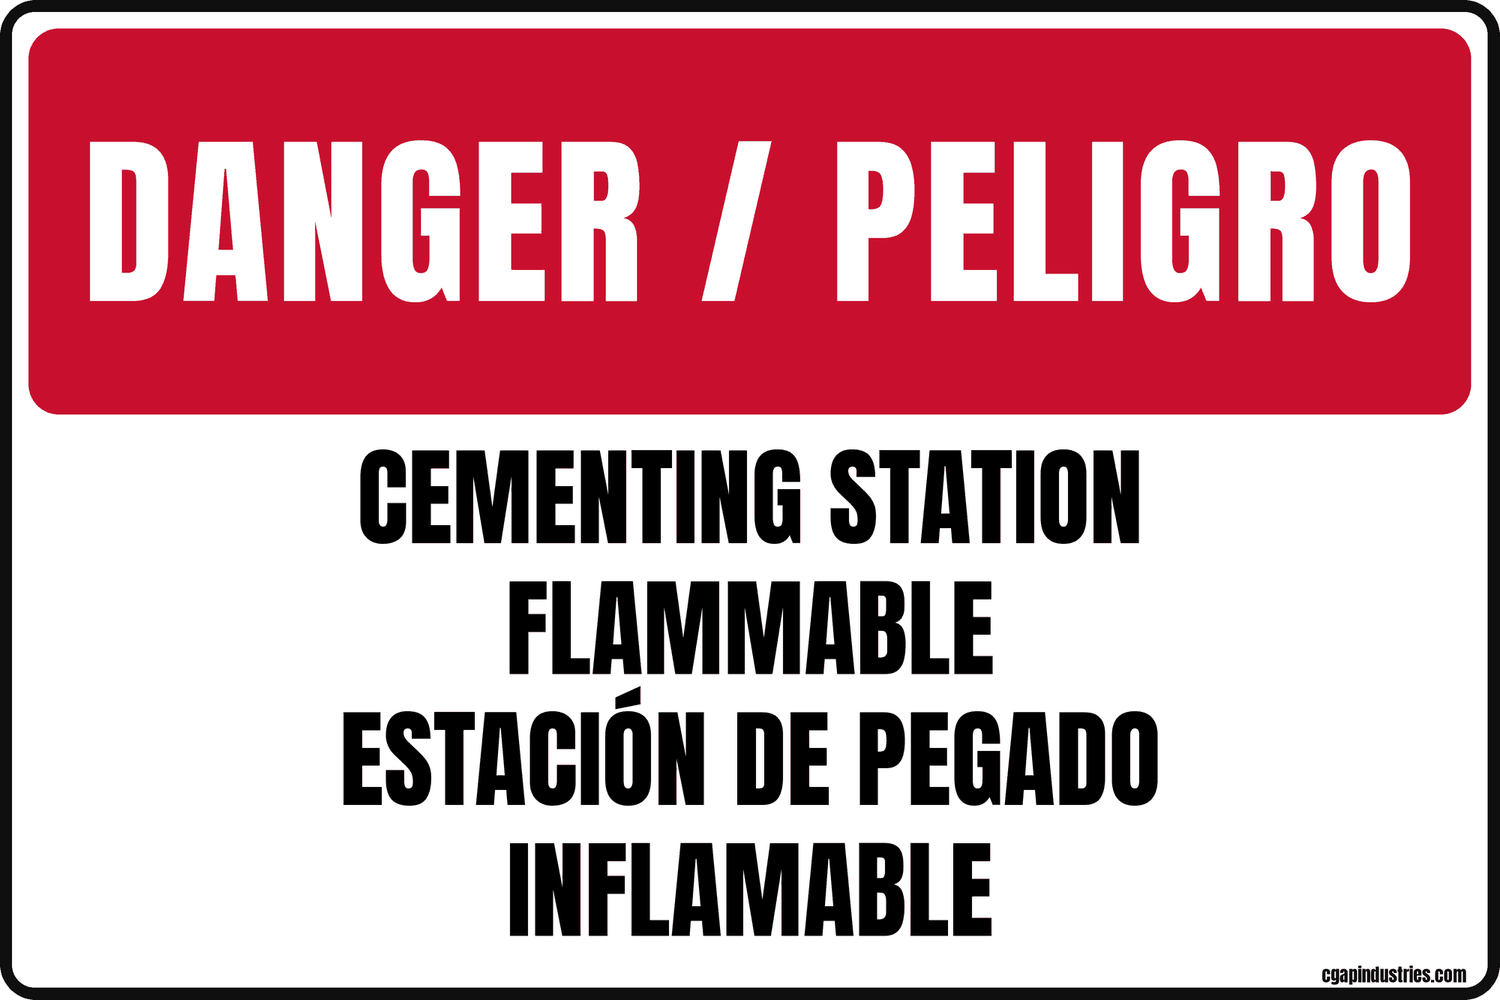 DANGER / PELIGRO
CEMENTING STATION
FLAMMABLE
ESTACIÓN DE PEGADO
INFLAMABLE
cgapindustries.com